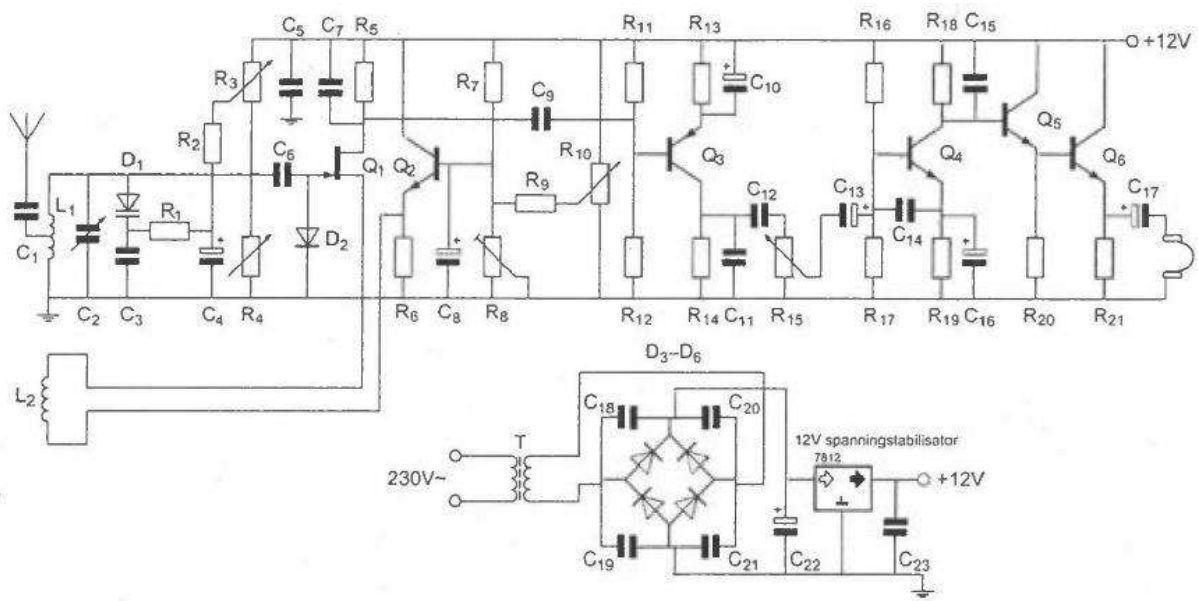 C5 C7 R5 R11 R13 R16 R18 C15
+12V
R3 R7 C9 + C10
R2 Q5
D1 C6 Q1 Q2 R10 Q3 Q4 Q6
R9 C12 C13 C17
L1 R1 + + +
C1 D2 + C14 +
C2 C3 C4 R4 R6 C8 R8 R12 R14 C11 R15 R17 R19 C16 R20 R21
D3–D6
L2 C18 C20
T 12V spanningstabilisator
7812
230V~ +12V
+
C19 C21 C22 C23